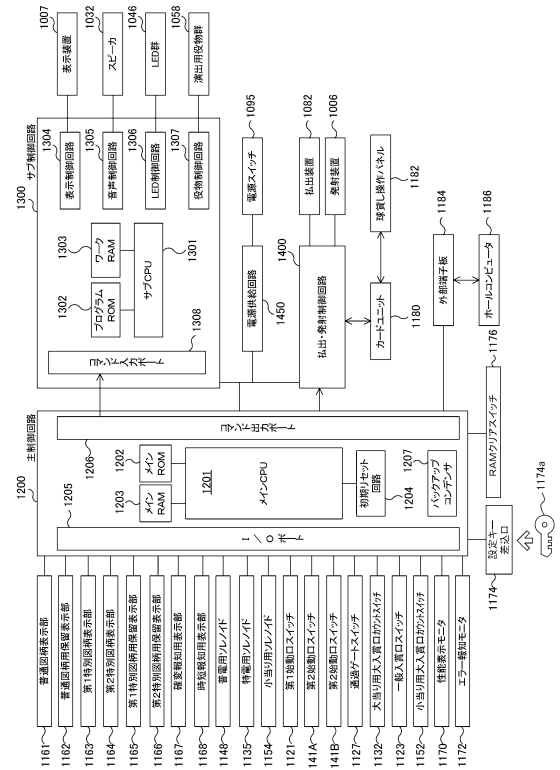 1161 普通図柄表示部
1162 普通図柄用保留表示部
1163 第1特別図柄表示部
1164 第2特別図柄表示部
1165 第1特別図柄用保留表示部
1166 第2特別図柄用保留表示部
1167 確変報知用表示部
1168 時短報知用表示部
1148 普電用ソレノイド
1135 特電用ソレノイド
1154 小当り用ソレノイド
1121 第1始動口スイッチ
141A 第2始動口スイッチ
141B 第2始動口スイッチ
1127 通過ゲートスイッチ
1132 大当り用大入賞口カウントスイッチ
1123 一般入賞口スイッチ
1152 小当り用大入賞口カウントスイッチ
1170 性能表示モニタ
1172 エラー報知モニタ
1200
主制御回路
1205
I/Oポート
1203
メイン
RAM
1202
メイン
ROM
1201
メインCPU
初期リセット
回路
1204
1207
バックアップ
コンデンサ
1206
コマンド出力ポート
設定キー
差込口
1174
1174a
RAMクリアスイッチ
1176
1300
サブ制御回路
コマンド入力ポート
1308
1302
プログラム
ROM
1303
ワーク
RAM
サブCPU
1301
1304
表示制御回路
1305
音声制御回路
1306
LED制御回路
1307
役物制御回路
表示装置
1007
スピーカ
1032
LED群
1046
演出用役物群
1058
電源供給回路
1450
電源スイッチ
1095
払出・発射制御回路
1400
払出装置
1082
発射装置
1006
カードユニット
1180
球貸し操作パネル
1182
外部端子板
1184
ホールコンピュータ
1186